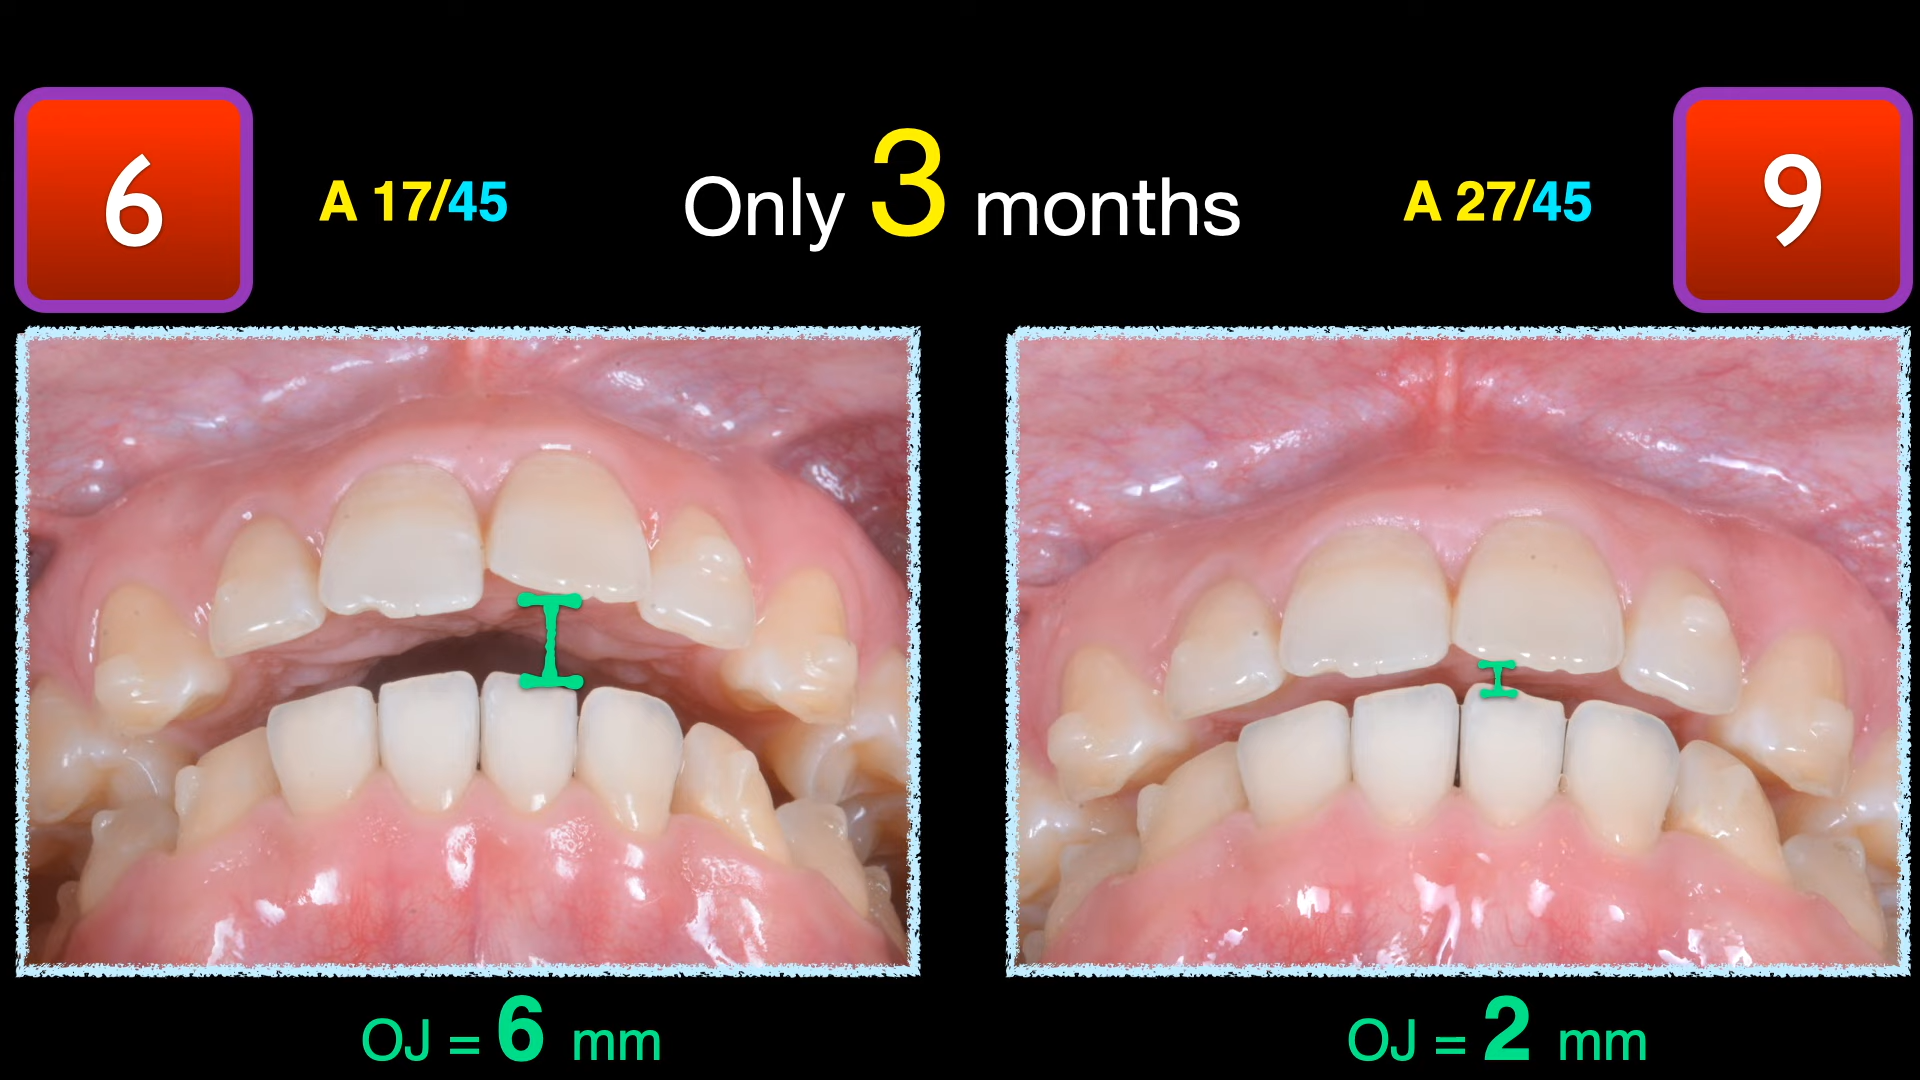 6
A 17/45
Only 3 months
A 27/45
9
OJ = 6 mm
OJ = 2 mm